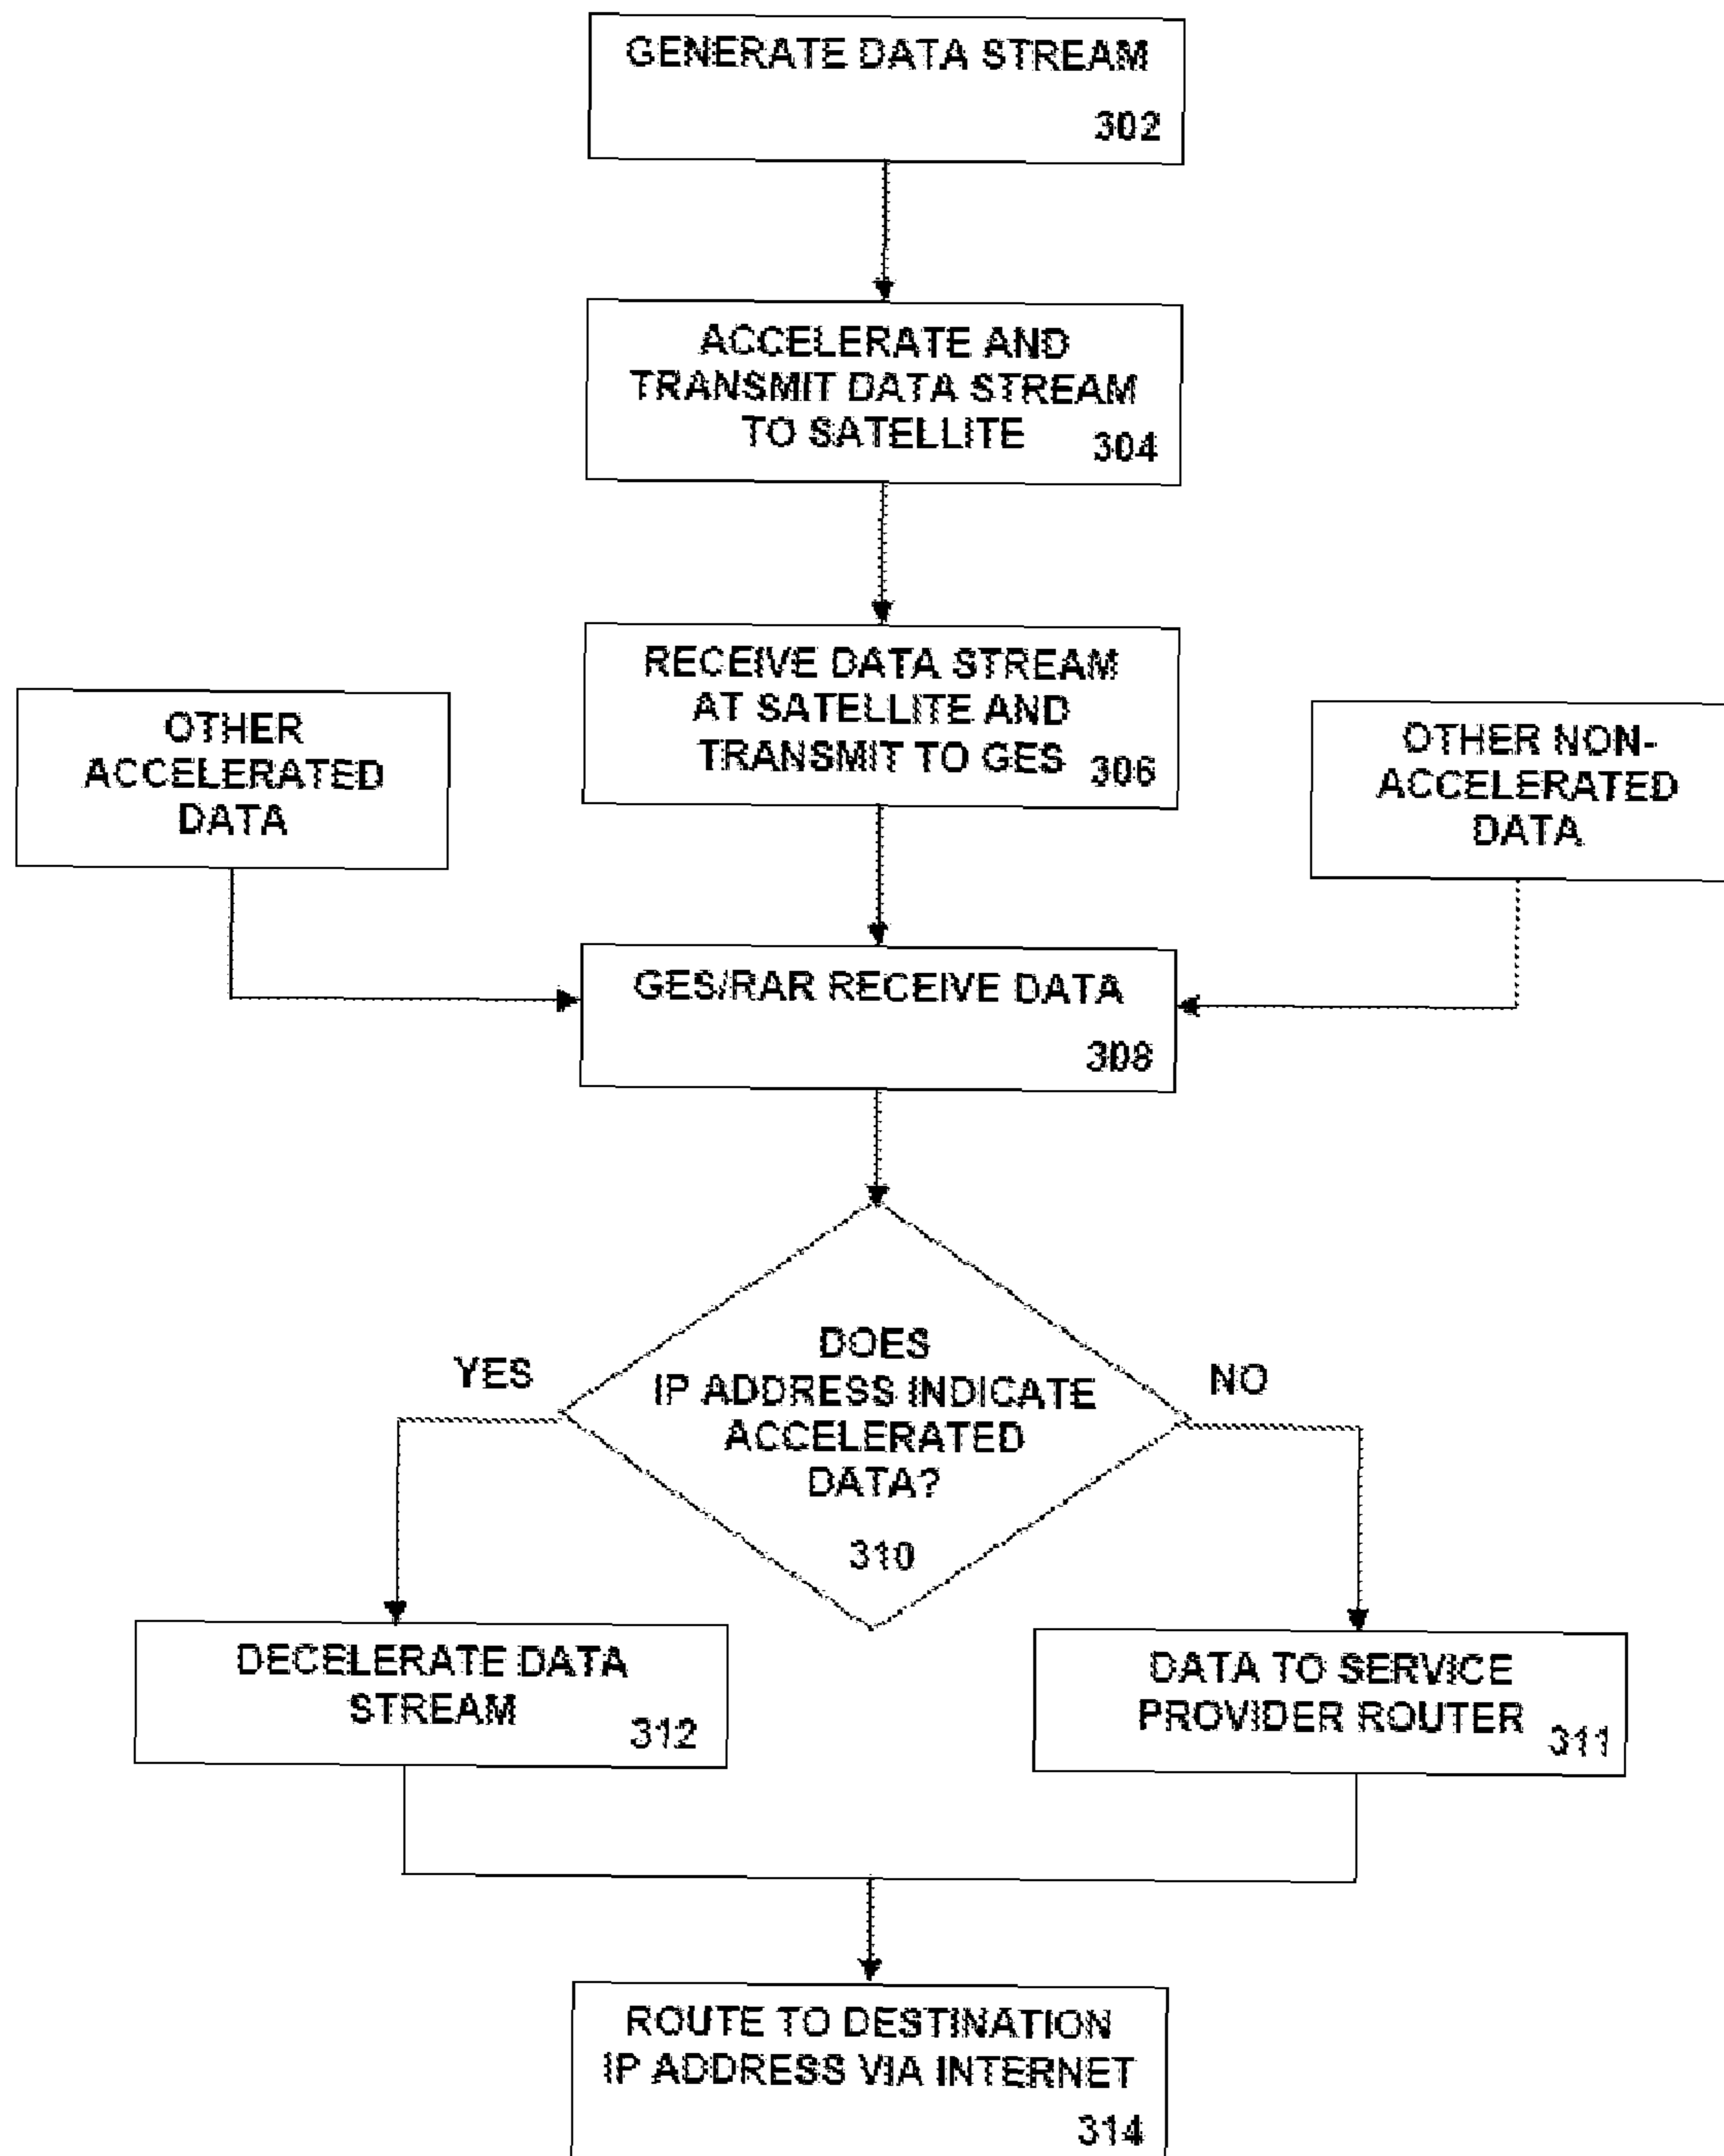 GENERATE DATA STREAM
302
ACCELERATE AND
TRANSMIT DATA STREAM
TO SATELLITE
304
RECEIVE DATA STREAM
AT SATELLITE AND
TRANSMIT TO GES
306
OTHER
ACCELERATED
DATA
OTHER NON-
ACCELERATED
DATA
GES/RAR RECEIVE DATA
308
DOES
IP ADDRESS INDICATE
ACCELERATED
DATA?
310
YES
NO
DECELERATE DATA
STREAM
312
DATA TO SERVICE
PROVIDER ROUTER
311
ROUTE TO DESTINATION
IP ADDRESS VIA INTERNET
314